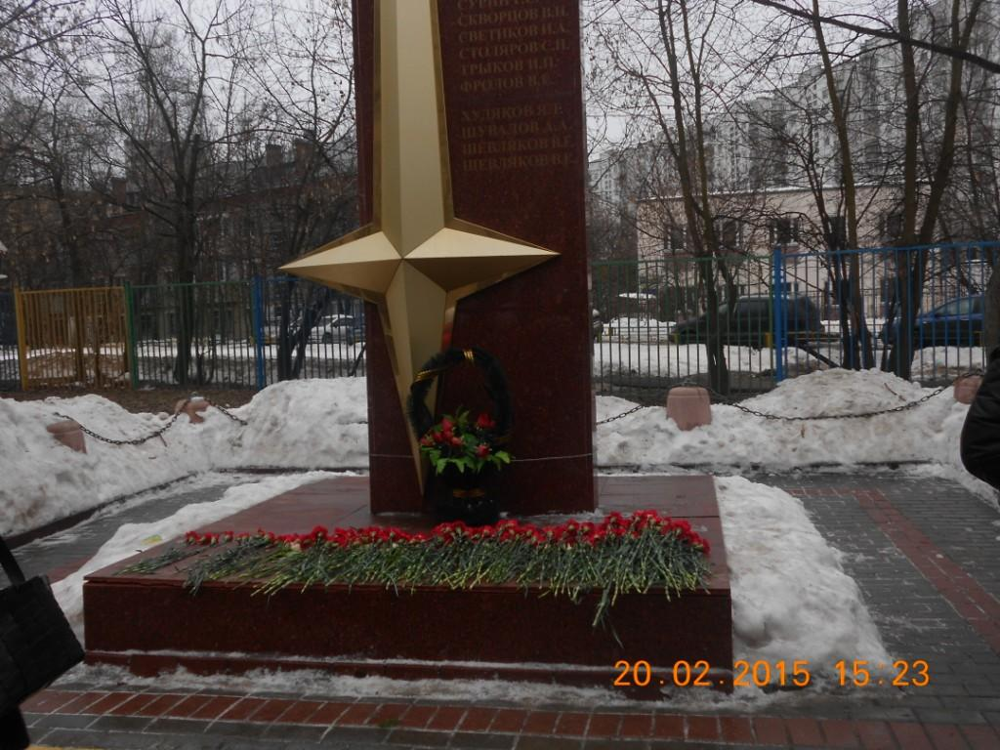 СКВОРЦОВ В.Н.
СВЕТИКОВ И.А.
СТОЛЯРОВ С.П.
ТРЫКОВ И.П.
ФРОЛОВ В.Е.
ХУДЯКОВ Я.Г.
ШУВАЛОВ А.А.
ШЕВЛЯКОВ В.Г.
ШЕВЛЯКОВ В.Г.
20.02.2015 15:23